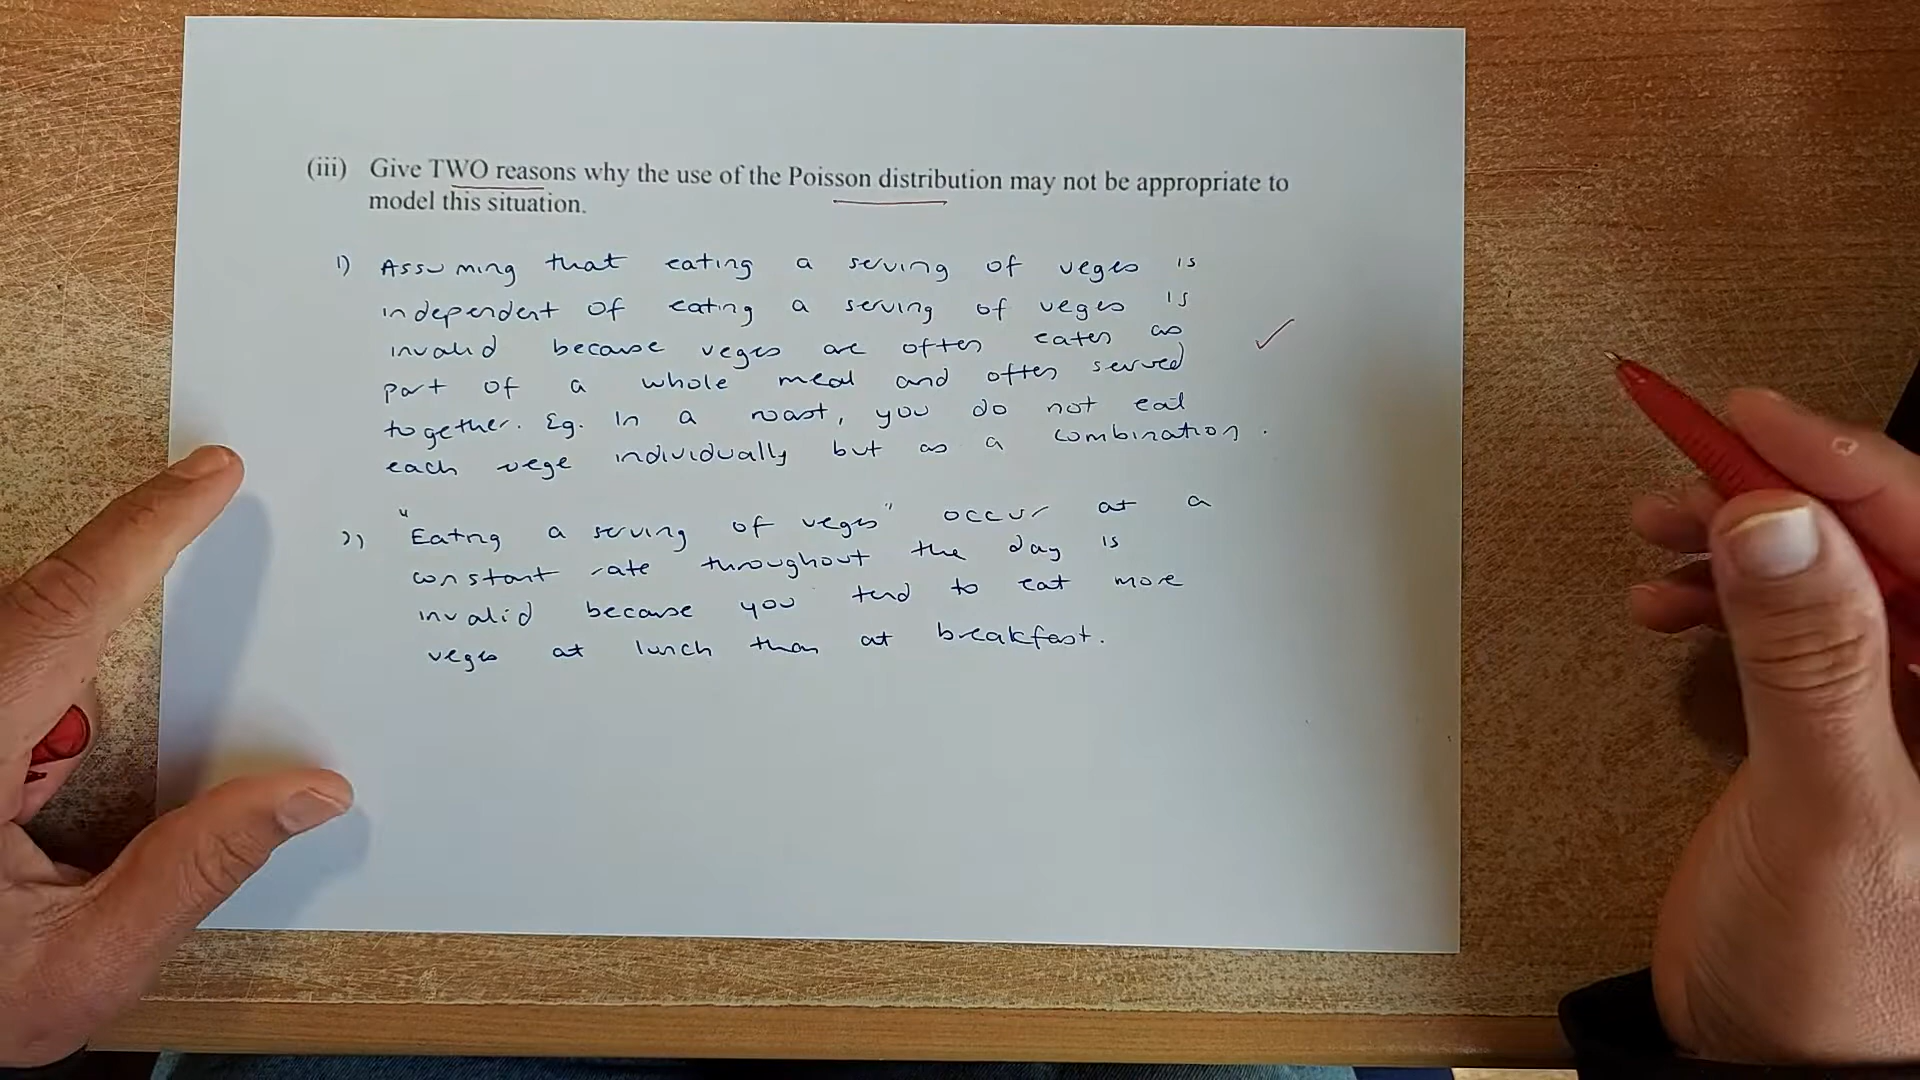 (iii) Give TWO reasons why the use of the Poisson distribution may not be appropriate to
model this situation.
1) Assuming that eating a serving of veges is
independent of eating a serving of veges is
invalid because veges are often eaten as
part of a whole meal and often served
together. Eg. In a roast, you do not eat
each vege individually but as a combination.
2) "Eating a serving of veges" occur at a
constant rate throughout the day is
invalid because you tend to eat more
veges at lunch than at breakfast.